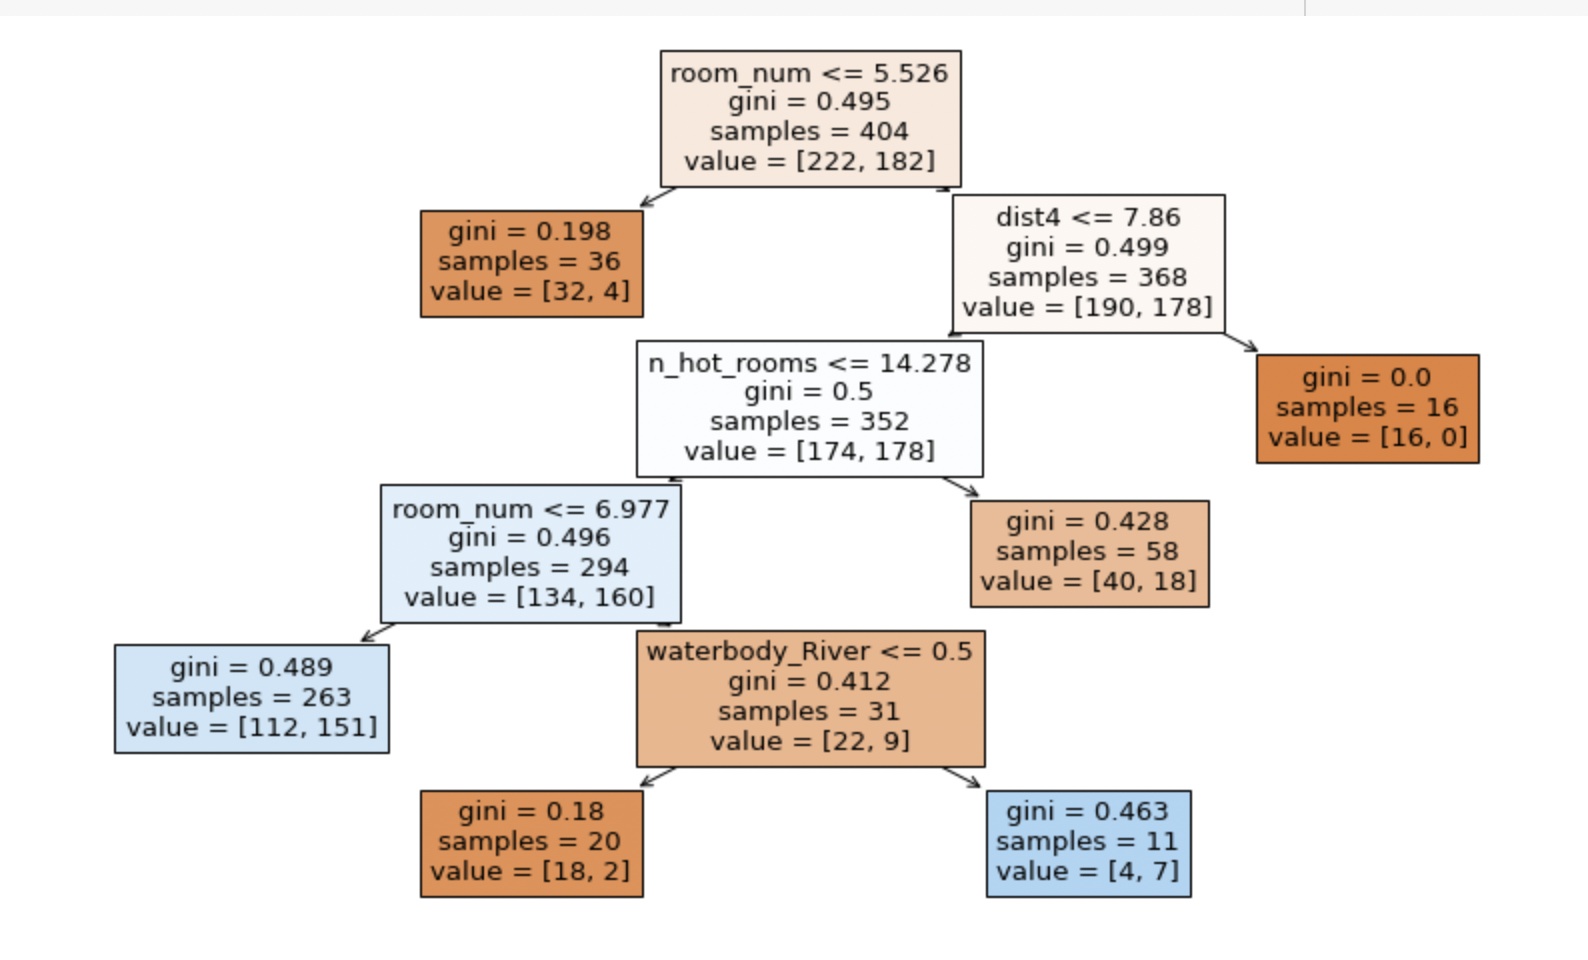 room_num <= 5.526
gini = 0.495
samples = 404
value = [222, 182]
gini = 0.198
samples = 36
value = [32, 4]
dist4 <= 7.86
gini = 0.499
samples = 368
value = [190, 178]
n_hot_rooms <= 14.278
gini = 0.5
samples = 352
value = [174, 178]
gini = 0.0
samples = 16
value = [16, 0]
room_num <= 6.977
gini = 0.496
samples = 294
value = [134, 160]
gini = 0.428
samples = 58
value = [40, 18]
gini = 0.489
samples = 263
value = [112, 151]
waterbody_River <= 0.5
gini = 0.412
samples = 31
value = [22, 9]
gini = 0.18
samples = 20
value = [18, 2]
gini = 0.463
samples = 11
value = [4, 7]